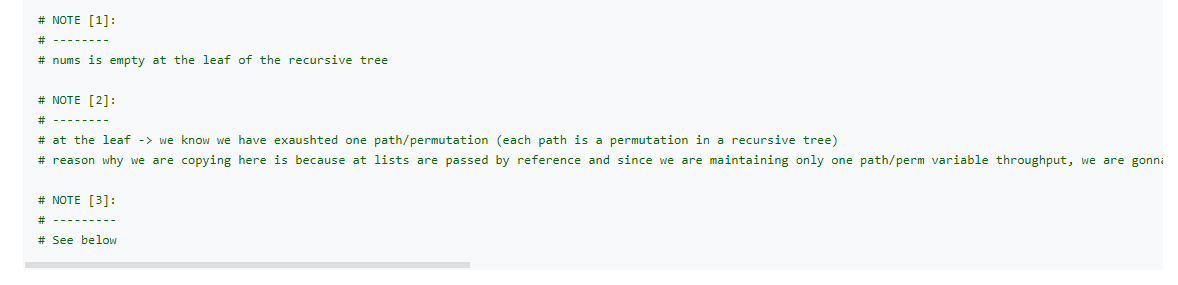 # NOTE [1]:
# --------
# nums is empty at the leaf of the recursive tree
# NOTE [2]:
# --------
# at the leaf -> we know we have exaushted one path/permutation (each path is a permutation in a recursive tree)
# reason why we are copying here is because at lists are passed by reference and since we are maintaining only one path/perm variable throughput, we are gonna
# NOTE [3]:
# ---------
# See below